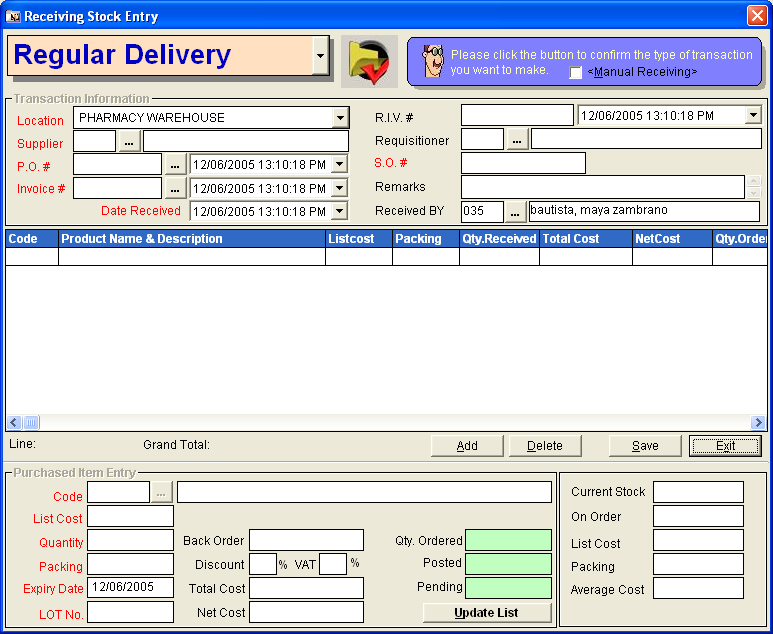 Receiving Stock Entry
Regular Delivery
Please click the button to confirm the type of transaction
you want to make. <Manual Receiving>
Transaction Information
Location PHARMACY WAREHOUSE R.I.V. # 12/06/2005 13:10:18 PM
Supplier ... Requisitioner ...
P.O. # ... 12/06/2005 13:10:18 PM S.O. #
Invoice # ... 12/06/2005 13:10:18 PM Remarks
Date Received 12/06/2005 13:10:18 PM Received BY 035 ... bautista, maya zambrano
Code Product Name & Description Listcost Packing Qty.Received Total Cost NetCost Qty.Order
Line: Grand Total: Add Delete Save Exit
Purchased Item Entry
Code ... Current Stock
List Cost On Order
Quantity Back Order Qty. Ordered List Cost
Packing Discount % VAT % Posted Packing
Expiry Date 12/06/2005 Total Cost Pending Average Cost
LOT No. Net Cost Update List